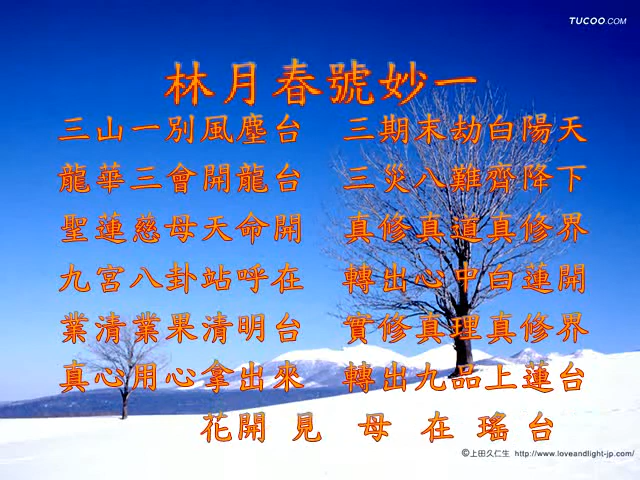 TUCOO.COM
林月春號妙一
三山一別風塵台 三期末劫白陽天
龍華三會開龍台 三災八難齊降下
聖蓮慈母天命開 真修真道真修界
九宮八卦站呼在 轉出心中白蓮開
業清業果清明台 實修真理真修界
真心用心拿出來 轉出九品上蓮台
花開 見 母 在 瑤 台
©上田久仁生 http://www.loveandlight-jp.com/